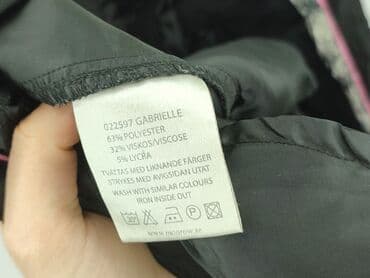 022597 GABRIELLE
63% POLYESTER
32% VISKOS/VISCOSE
5% LYCRA
TVÄTTAS MED LIKNANDE FÄRGER
STRYKES MED AVIGSIDAN UTÅT
WASH WITH SIMILAR COLOURS
IRON INSIDE OUT